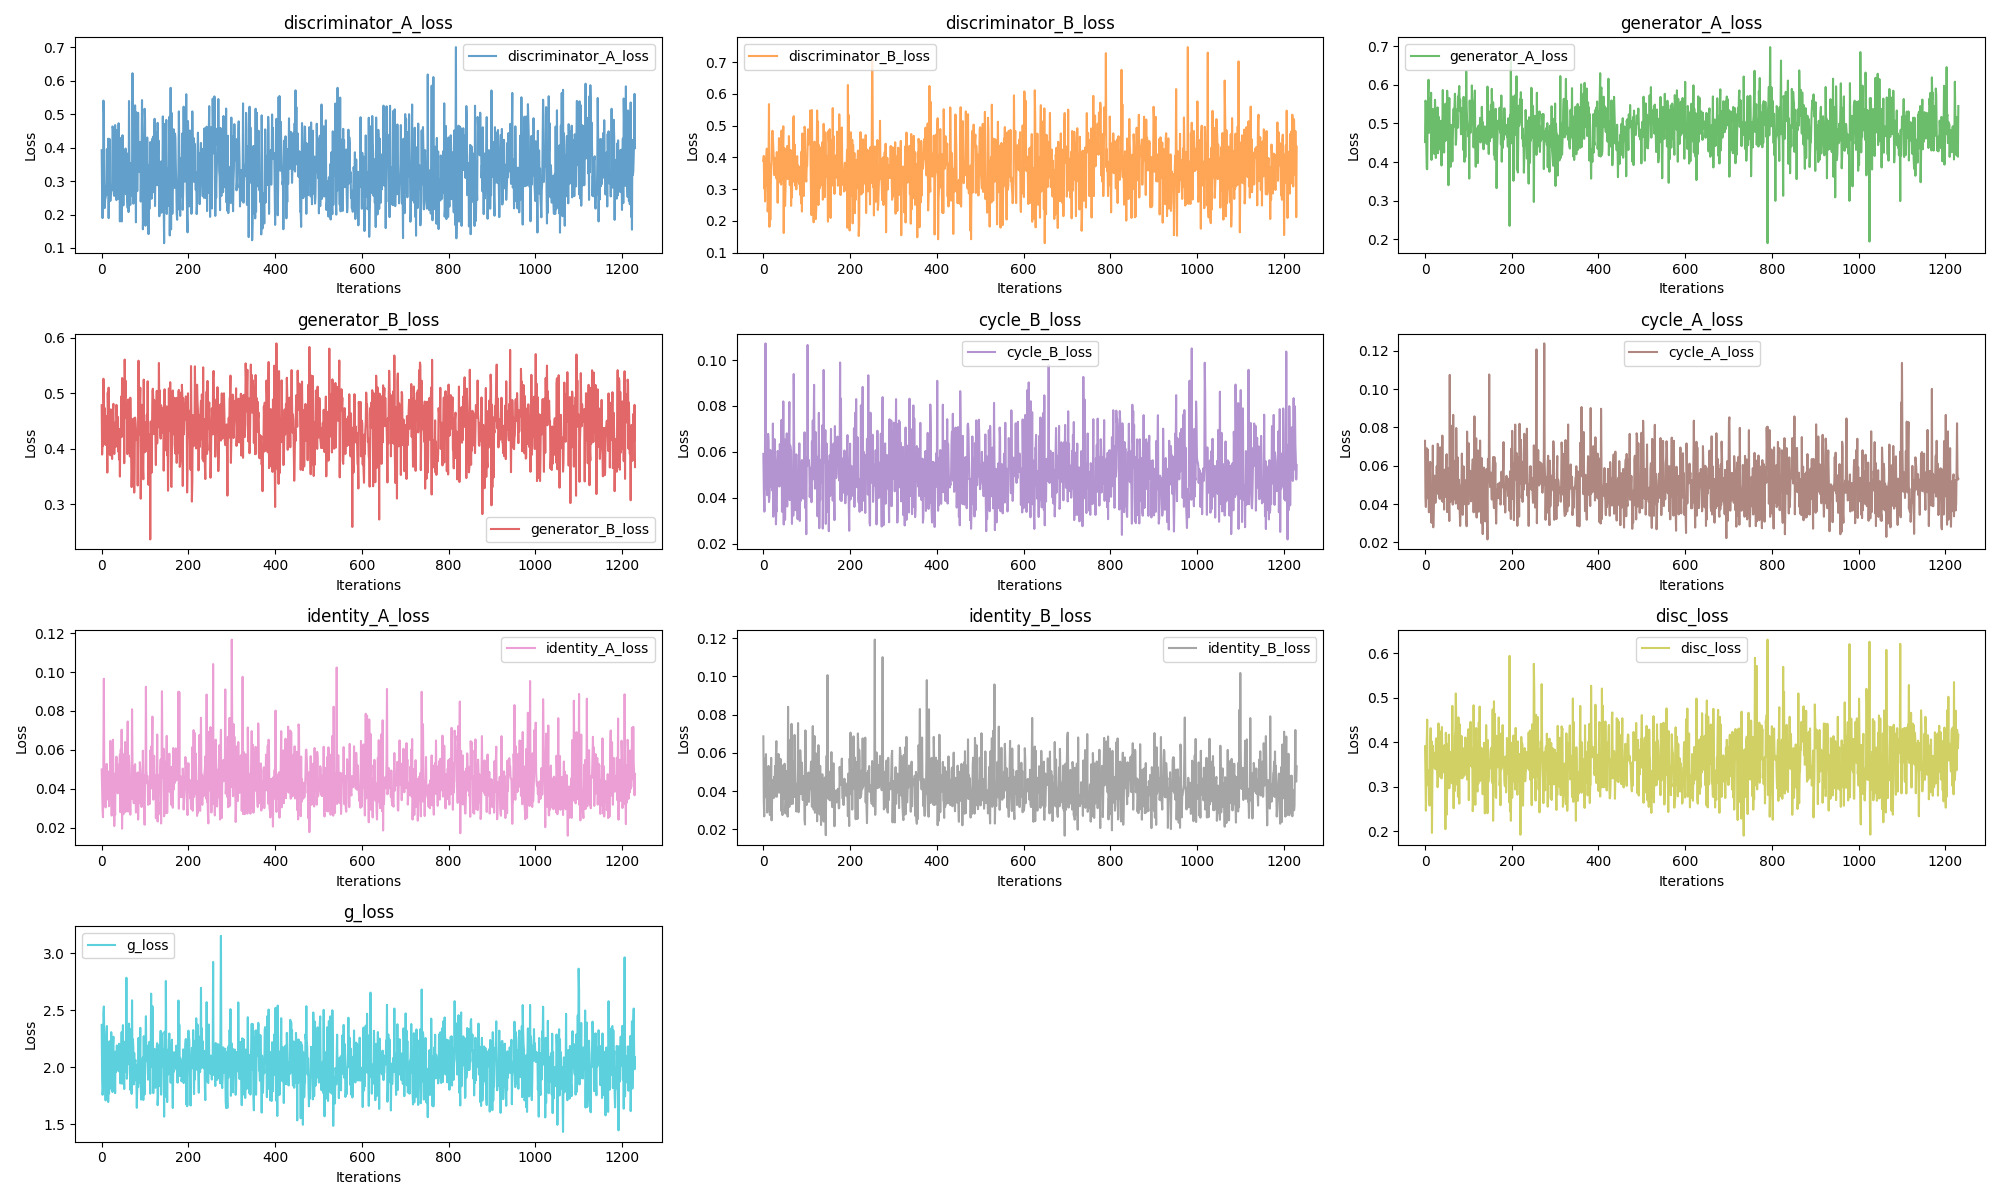 discriminator_A_loss
discriminator_B_loss
generator_A_loss
0.7
0.6
0.5
0.4
0.3
0.2
0.1
Loss
discriminator_A_loss
0 200 400 600 800 1000 1200
Iterations
0.7
0.6
0.5
0.4
0.3
0.2
0.1
Loss
discriminator_B_loss
0 200 400 600 800 1000 1200
Iterations
0.7
0.6
0.5
0.4
0.3
0.2
Loss
generator_A_loss
0 200 400 600 800 1000 1200
Iterations
generator_B_loss
cycle_B_loss
cycle_A_loss
0.6
0.5
0.4
0.3
Loss
generator_B_loss
0 200 400 600 800 1000 1200
Iterations
0.10
0.08
0.06
0.04
0.02
Loss
cycle_B_loss
0 200 400 600 800 1000 1200
Iterations
0.12
0.10
0.08
0.06
0.04
0.02
Loss
cycle_A_loss
0 200 400 600 800 1000 1200
Iterations
identity_A_loss
identity_B_loss
disc_loss
0.12
0.10
0.08
0.06
0.04
0.02
Loss
identity_A_loss
0 200 400 600 800 1000 1200
Iterations
0.12
0.10
0.08
0.06
0.04
0.02
Loss
identity_B_loss
0 200 400 600 800 1000 1200
Iterations
0.6
0.5
0.4
0.3
0.2
Loss
disc_loss
0 200 400 600 800 1000 1200
Iterations
g_loss
3.0
2.5
2.0
1.5
Loss
g_loss
0 200 400 600 800 1000 1200
Iterations